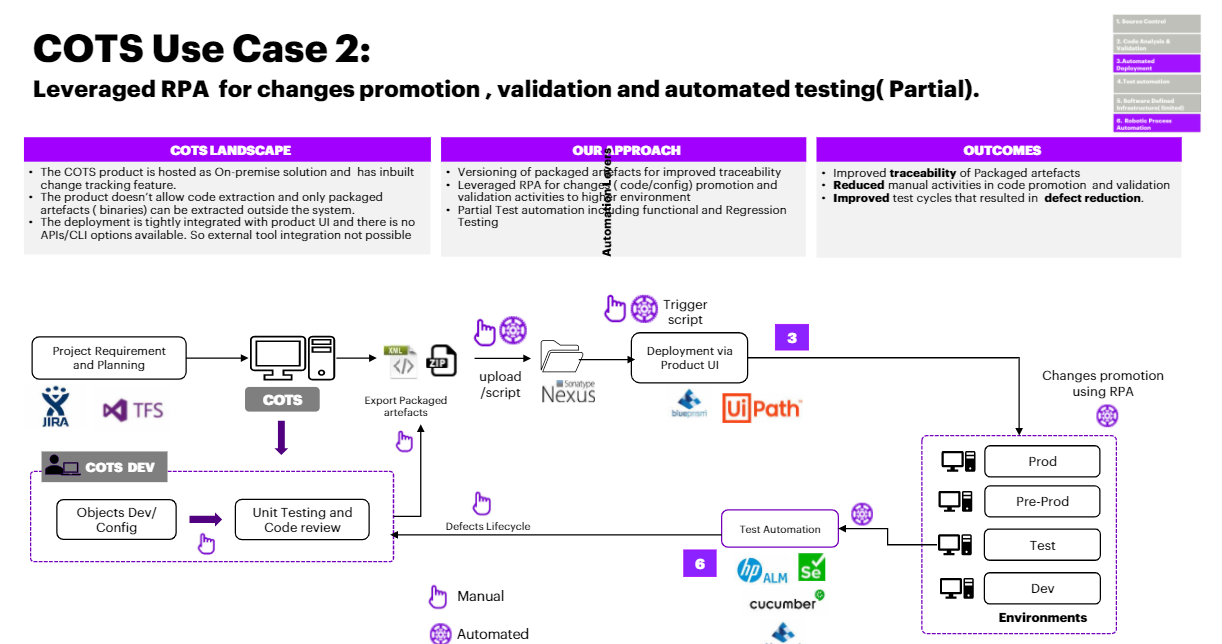 COTS Use Case 2:
Leveraged RPA for changes promotion , validation and automated testing( Partial).
1. Source Control
2. Code Analysis &
Validation
3.Automated
Deployment
4.Test automation
5. Software Defined
Infrastructure( limited)
6. Robotic Process
Automation
COTS LANDSCAPE
• The COTS product is hosted as On-premise solution and has inbuilt
change tracking feature.
• The product doesn't allow code extraction and only packaged
artefacts ( binaries) can be extracted outside the system.
• The deployment is tightly integrated with product UI and there is no
APIs/CLI options available. So external tool integration not possible
OUR APPROACH
• Versioning of packaged artefacts for improved traceability
• Leveraged RPA for changes ( code/config) promotion and
validation activities to higher environment
• Partial Test automation including functional and Regression
Testing
Automation Levers
OUTCOMES
• Improved traceability of Packaged artefacts
• Reduced manual activities in code promotion and validation
• Improved test cycles that resulted in defect reduction.
Project Requirement
and Planning
JIRA
TFS
COTS
XML
</>
ZIP
Export Packaged
artefacts
upload
/script
Sonatype
Nexus
Trigger
script
Deployment via
Product UI
blueprism
UiPath
3
Changes promotion
using RPA
COTS DEV
Objects Dev/
Config
Unit Testing and
Code review
Defects Lifecycle
Test Automation
6
hp
ALM
Se
cucumber
Prod
Pre-Prod
Test
Dev
Environments
Manual
Automated